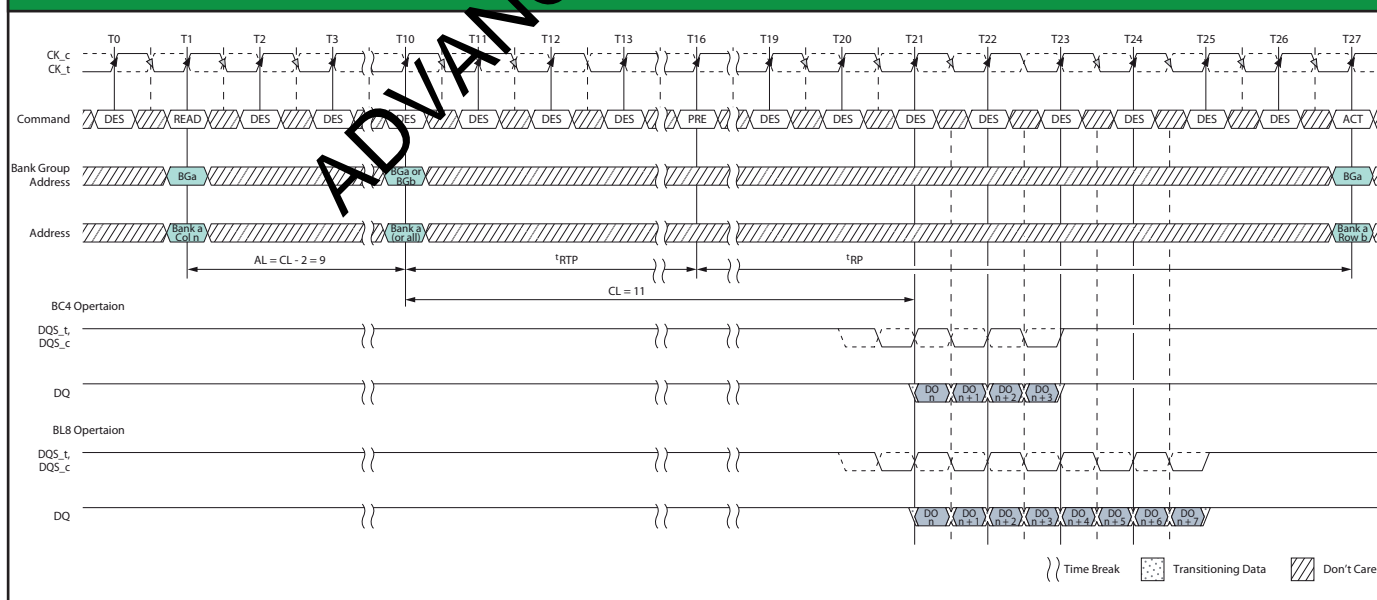 T0 T1 T2 T3 T10 T11 T12 T13 T16 T19 T20 T21 T22 T23 T24 T25 T26 T27
CK_c
CK_t
Command DES READ DES DES DES DES DES DES PRE DES DES DES DES DES DES DES DES ACT
Bank Group
Address
BGa
BGa or
BGb
BGa
Address
Bank a
Col n
Bank a
(or all)
Bank a
Row b
AL = CL - 2 = 9 tRTP tRP
CL = 11
BC4 Opertaion
DQS_t,
DQS_c
DQ
DO
n
DO
n + 1
DO
n + 2
DO
n + 3
BL8 Opertaion
DQS_t,
DQS_c
DQ
DO
n
DO
n + 1
DO
n + 2
DO
n + 3
DO
n + 4
DO
n + 5
DO
n + 6
DO
n + 7
Time Break Transitioning Data Don't Care
ADVANC